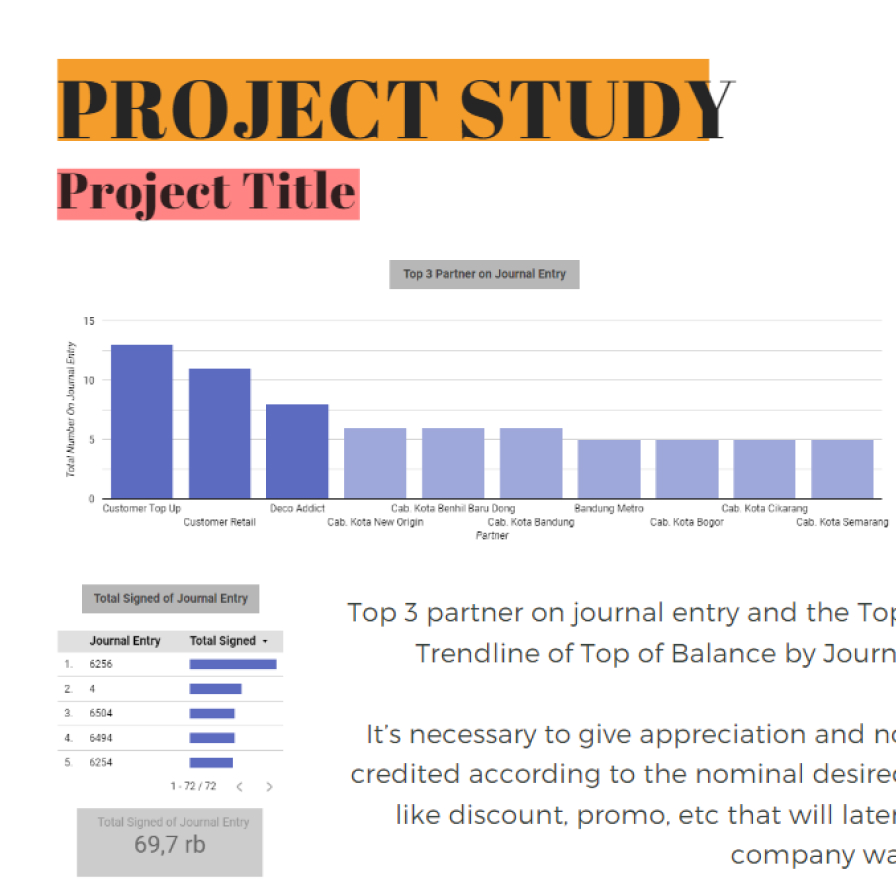 PROJECT STUDY
Project Title
Top 3 Partner on Journal Entry
15
10
5
0
Total Number On Journal Entry
Customer Top Up
Customer Retail
Deco Addict
Cab. Kota New Origin
Cab. Kota Benhil Baru Dong
Cab. Kota Bandung
Bandung Metro
Cab. Kota Bogor
Cab. Kota Cikarang
Cab. Kota Semarang
Partner
Total Signed of Journal Entry
Journal Entry Total Signed
1. 6256
2. 4
3. 6504
4. 6494
5. 6254
1 - 72 / 72
Total Signed of Journal Entry
69,7 rb
Top 3 partner on journal entry and the Top
Trendline of Top of Balance by Journ
It’s necessary to give appreciation and no
credited according to the nominal desired
like discount, promo, etc that will later
company wa